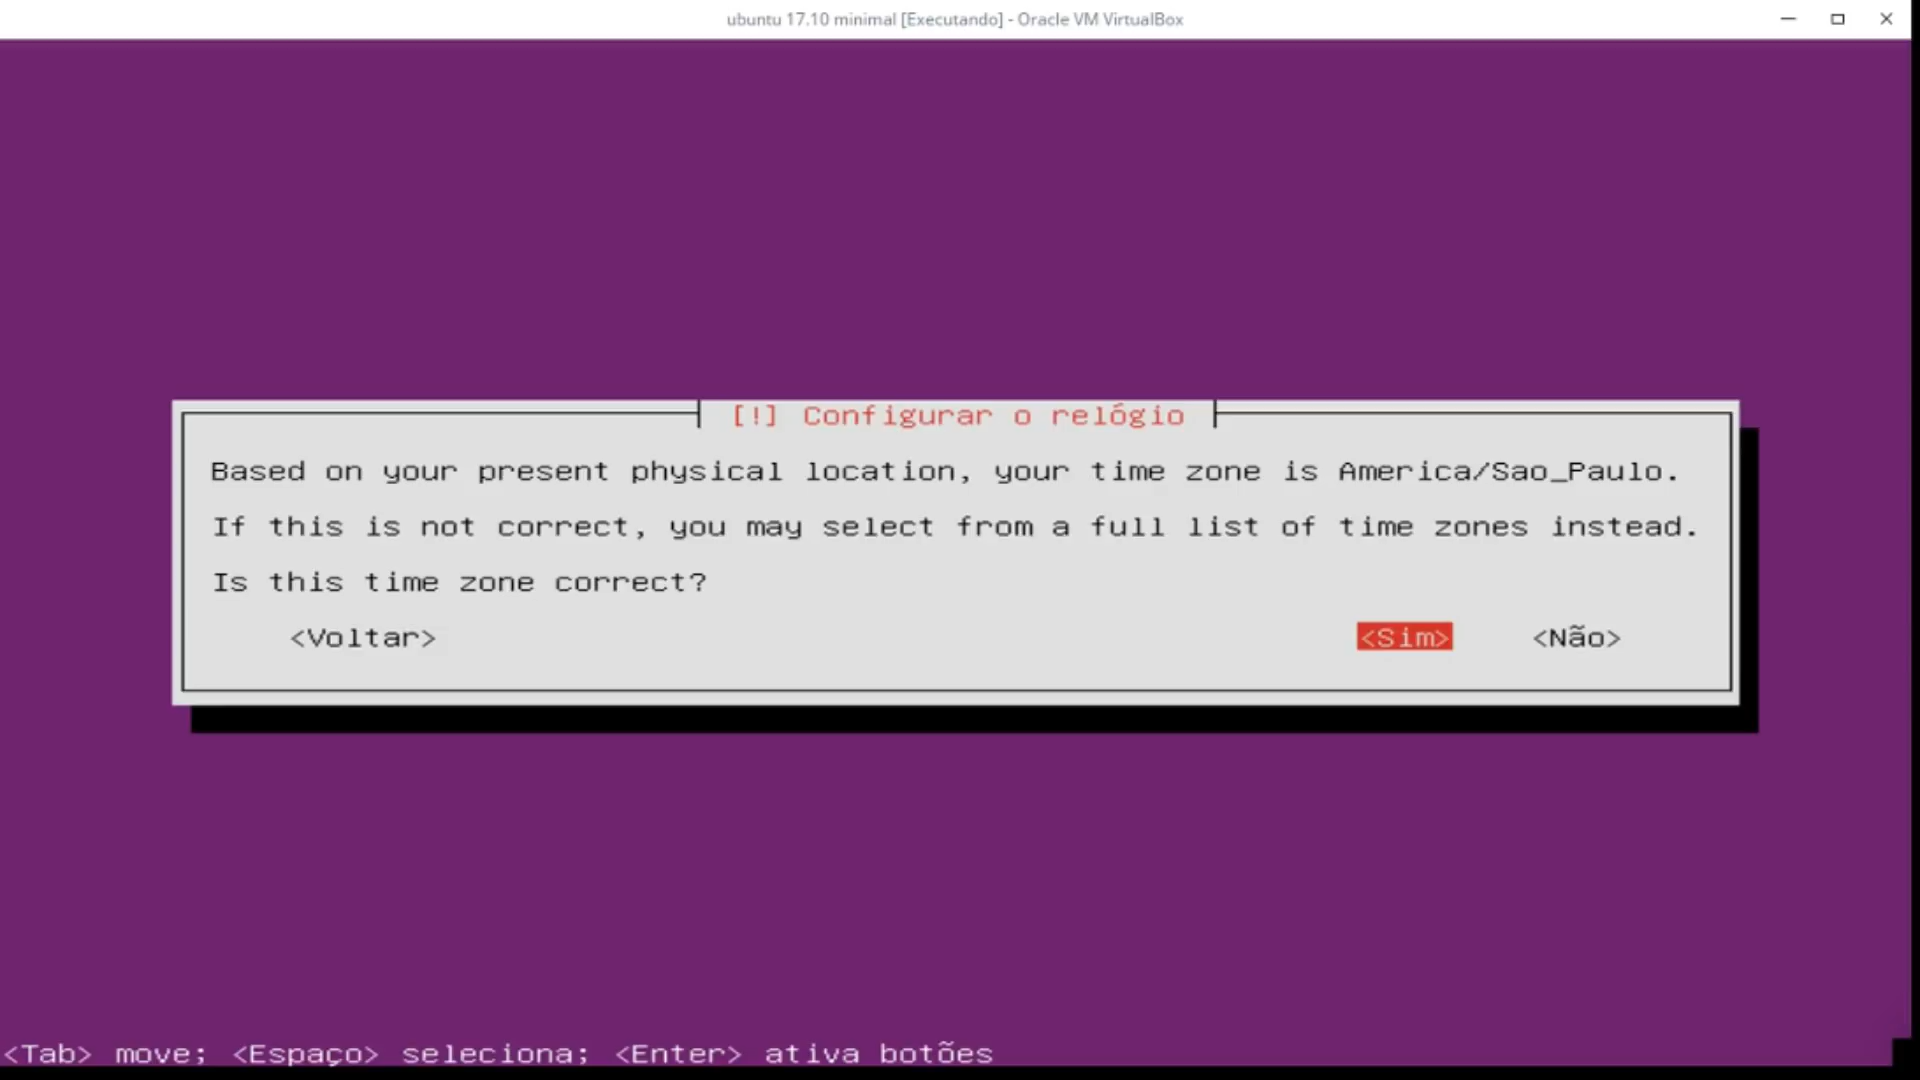 ubuntu 17.10 minimal [Executando] - Oracle VM VirtualBox
[!] Configurar o relógio
Based on your present physical location, your time zone is America/Sao_Paulo.
If this is not correct, you may select from a full list of time zones instead.
Is this time zone correct?
<Voltar> <Sim> <Não>
<Tab> move; <Espaço> seleciona; <Enter> ativa botões